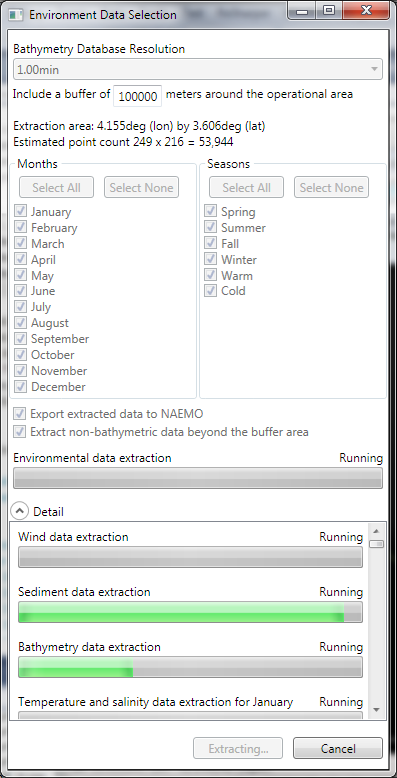 Environment Data Selection
Bathymetry Database Resolution
1.00min
Include a buffer of 100000 meters around the operational area
Extraction area: 4.155deg (lon) by 3.606deg (lat)
Estimated point count 249 x 216 = 53,944
Months
Select All Select None
January
February
March
April
May
June
July
August
September
October
November
December
Seasons
Select All Select None
Spring
Summer
Fall
Winter
Warm
Cold
Export extracted data to NAEMO
Extract non-bathymetric data beyond the buffer area
Environmental data extraction Running
Detail
Wind data extraction Running
Sediment data extraction Running
Bathymetry data extraction Running
Temperature and salinity data extraction for January Running
Extracting... Cancel